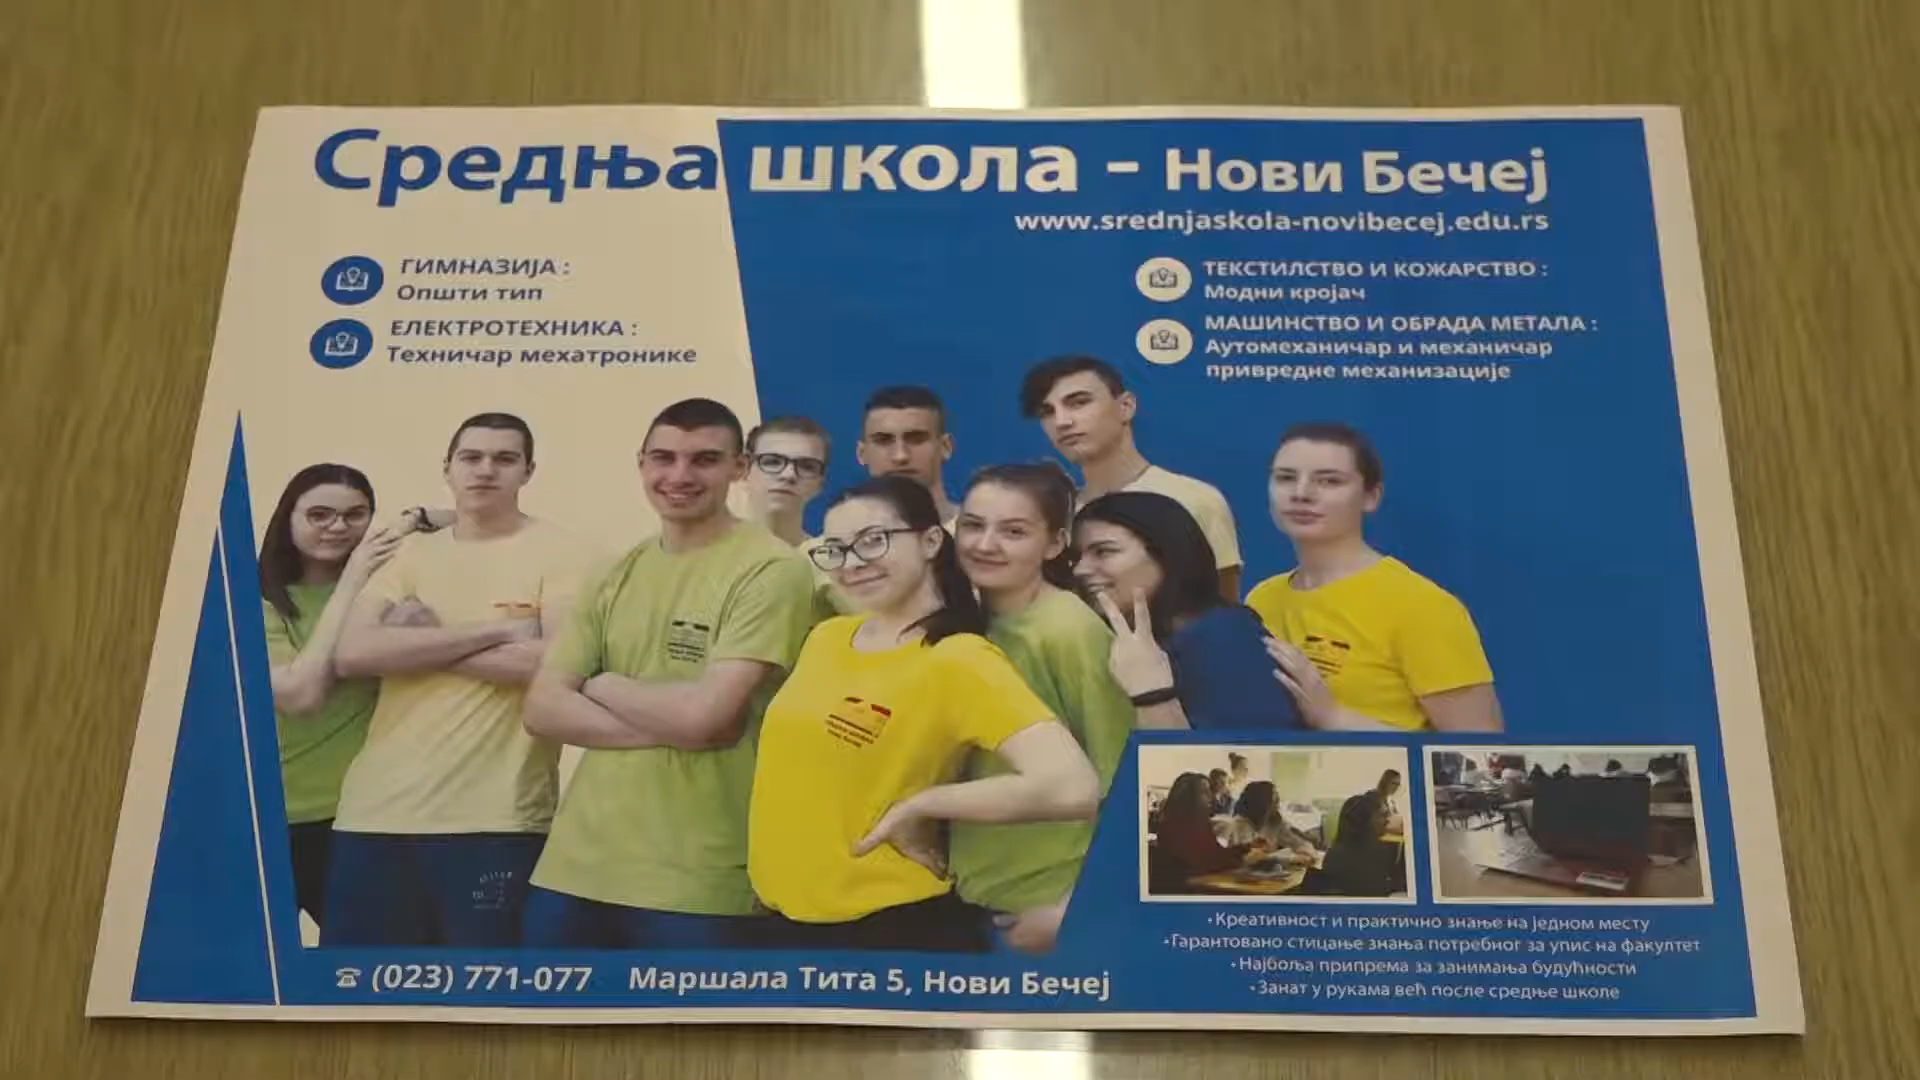 Средња школа - Нови Бечеј
www.srednjaskola-novibecej.edu.rs
ГИМНАЗИЈА :
Општи тип
ЕЛЕКТРОТЕХНИКА :
Техничар мехатронике
ТЕКСТИЛСТВО И КОЖАРСТВО :
Модни кројач
МАШИНСТВО И ОБРАДА МЕТАЛА :
Аутомеханичар и механичар
привредне механизације
•Креативност и практично знање на једном месту
•Гарантовано стицање знања потребног за упис на факултет
•Најбоља припрема за занимања будућности
•Занат у рукама већ после средње школе
☎ (023) 771-077 Маршала Тита 5, Нови Бечеј